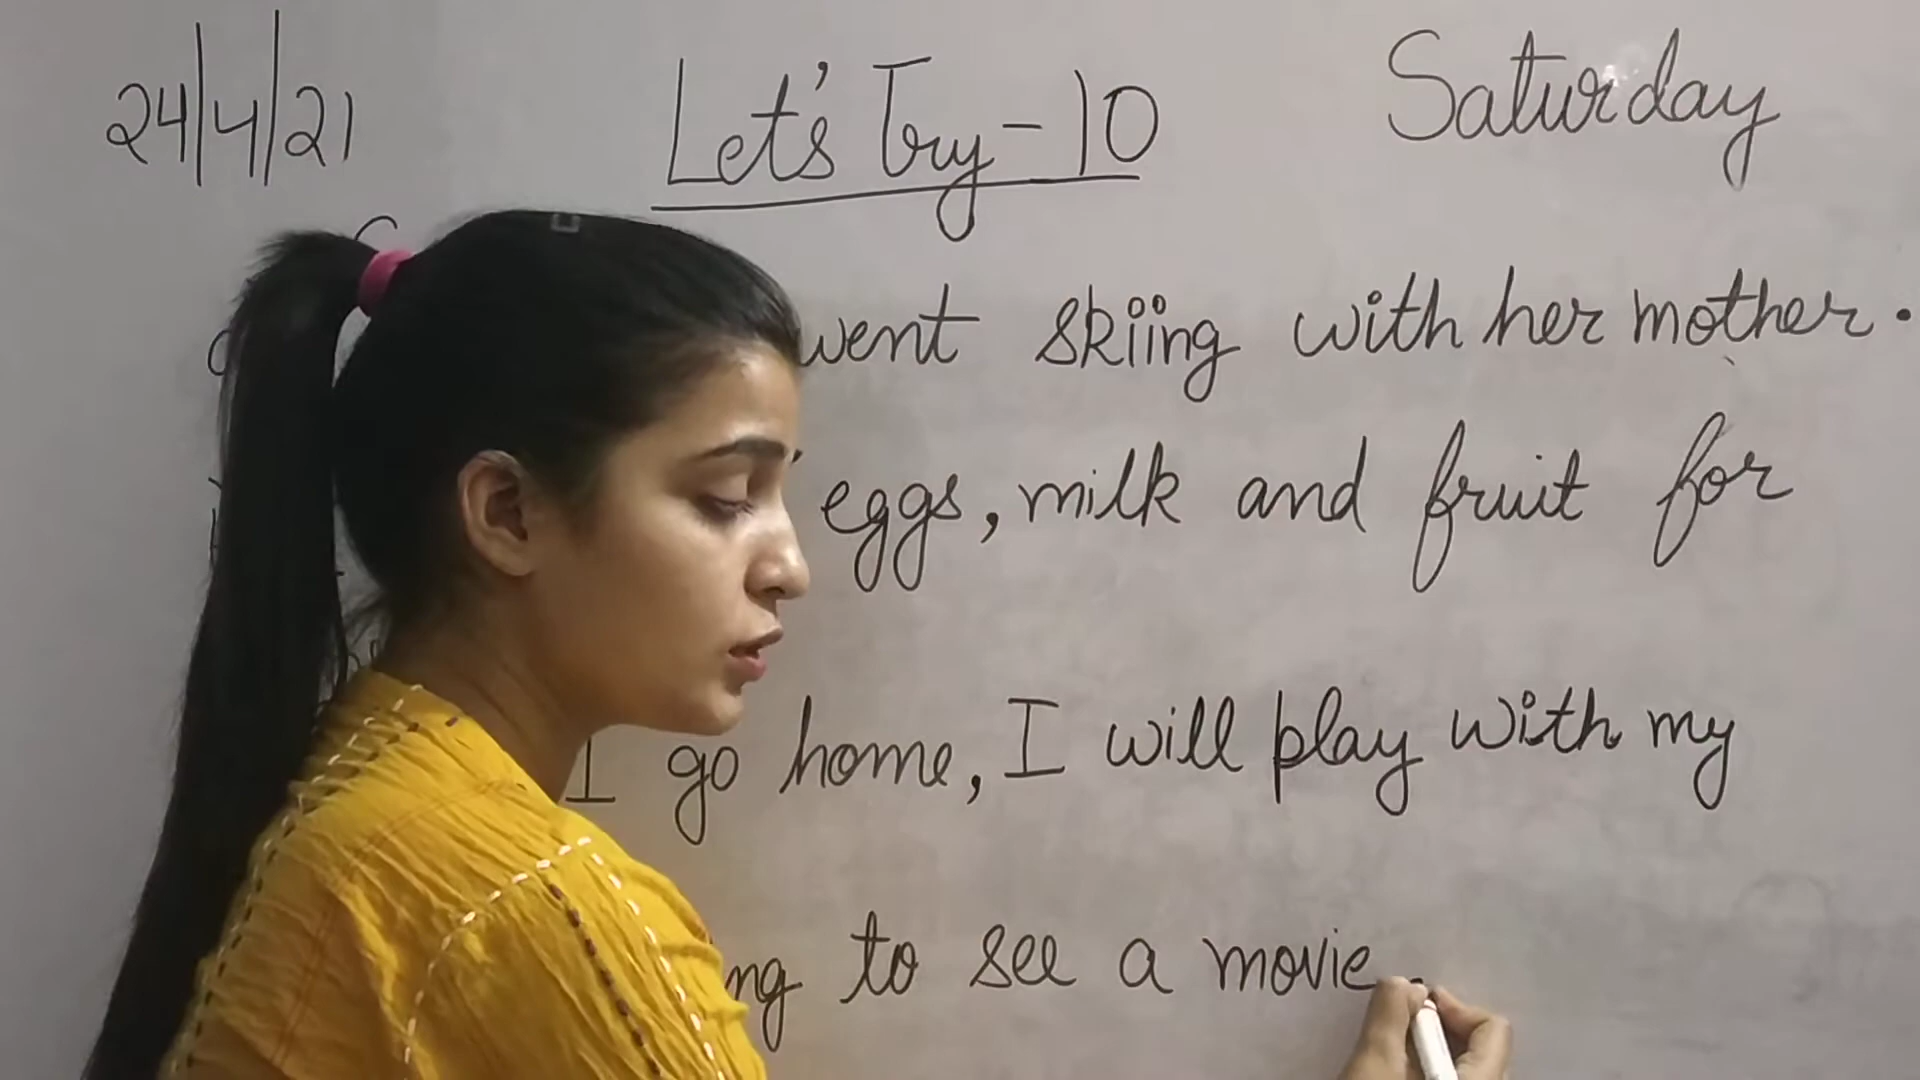 24/4/21 Let's Try-10 Saturday
went skiing with her mother.
eggs, milk and fruit for
I go home, I will play with my
to see a movie.